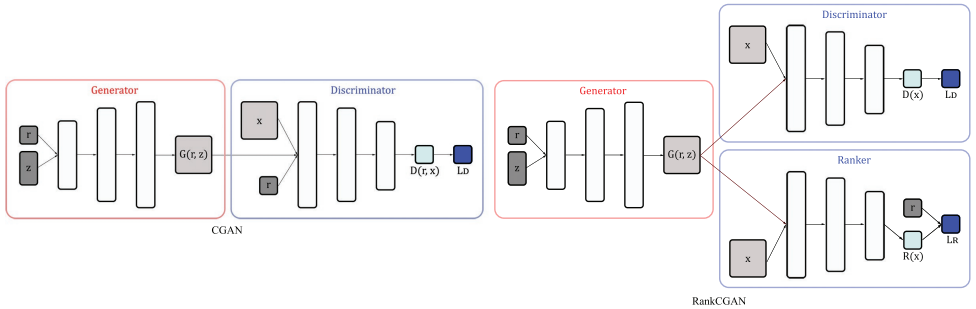 Generator
r
z
G(r, z)
Discriminator
x
r
D(r, x)
LD
CGAN
Generator
r
z
G(r, z)
Discriminator
x
D(x)
LD
Ranker
x
r
R(x)
LR
RankCGAN